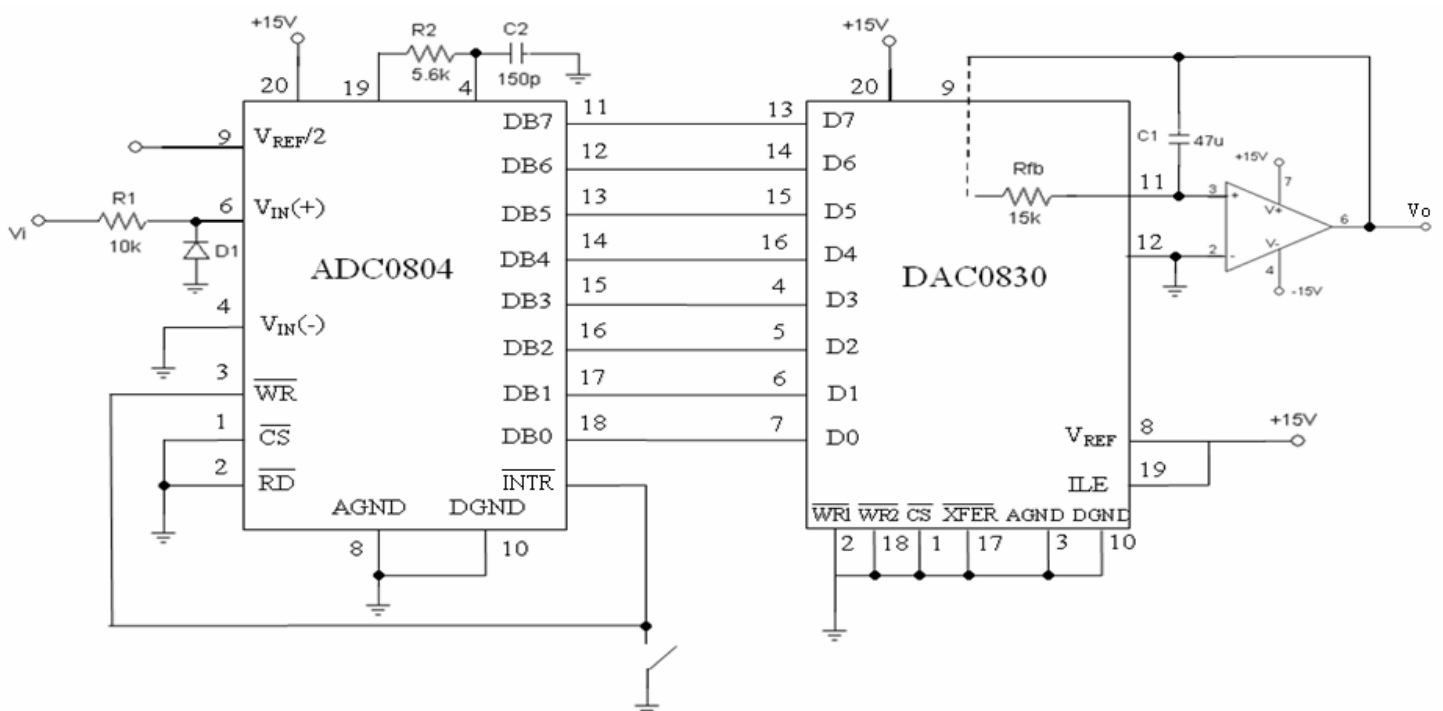 +15V
R2
5.6k
C2
150p
20
19
4
9
VREF/2
R1
10k
Vi
6
VIN(+)
D1
ADC0804
4
VIN(-)
3
WR
1
CS
2
RD
AGND
DGND
8
10
DB7
11
DB6
12
DB5
13
DB4
14
DB3
15
DB2
16
DB1
17
DB0
18
INTR
+15V
20
9
13
D7
14
D6
15
D5
16
D4
4
D3
5
D2
6
D1
7
D0
DAC0830
Rfb
15k
C1
47u
11
12
+15V
7
3
+
V+
2
-
V-
4
-15V
6
Vo
VREF
8
+15V
ILE
19
WR1 WR2 CS XFER AGND DGND
2 18 1 17 3 10